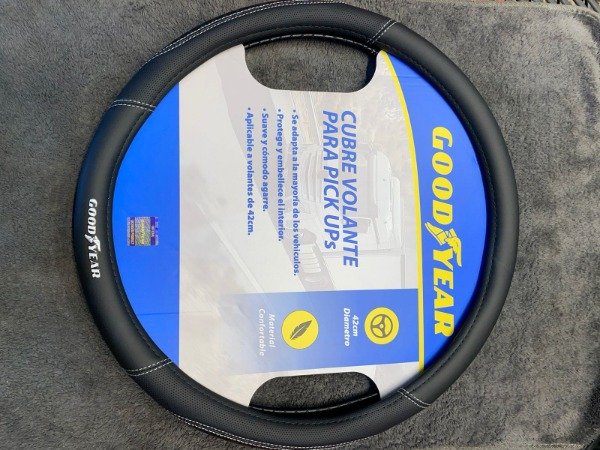 GOODYEAR
CUBRE VOLANTE
PARA PICK UPs
• Se adapta a la mayoría de los vehículos.
• Protege y embellece el interior.
• Suave y cómodo agarre.
• Aplicable a volantes de 42cm.
42cm
Diametro
Material
Confortable
GOODYEAR